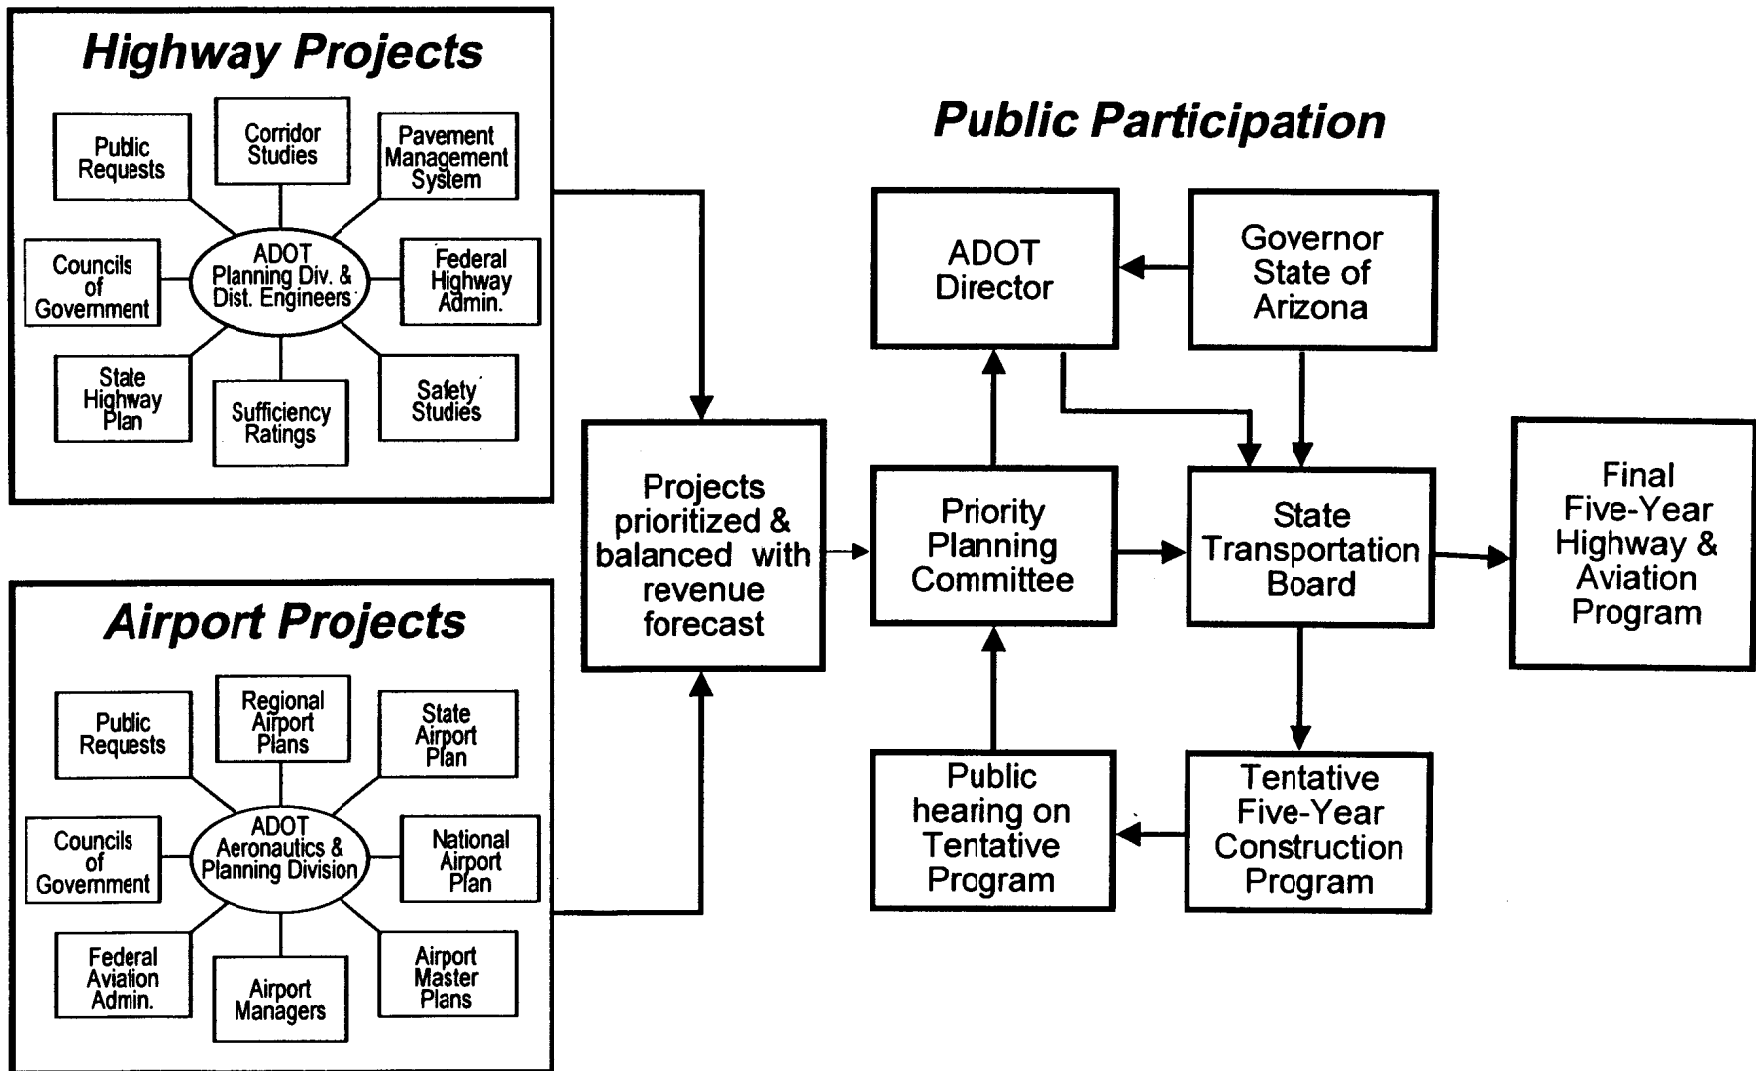 Highway Projects
Public
Requests
Corridor
Studies
Pavement
Management
System
Councils
of
Government
ADOT
Planning Div. &
Dist. Engineers
Federal
Highway
Admin.
State
Highway
Plan
Sufficiency
Ratings
Safety
Studies
Airport Projects
Public
Requests
Regional
Airport
Plans
State
Airport
Plan
Councils
of
Government
ADOT
Aeronautics &
Planning Division
National
Airport
Plan
Federal
Aviation
Admin.
Airport
Managers
Airport
Master
Plans
Projects
prioritized &
balanced with
revenue
forecast
Public Participation
ADOT
Director
Governor
State of
Arizona
Priority
Planning
Committee
State
Transportation
Board
Final
Five-Year
Highway &
Aviation
Program
Public
hearing on
Tentative
Program
Tentative
Five-Year
Construction
Program